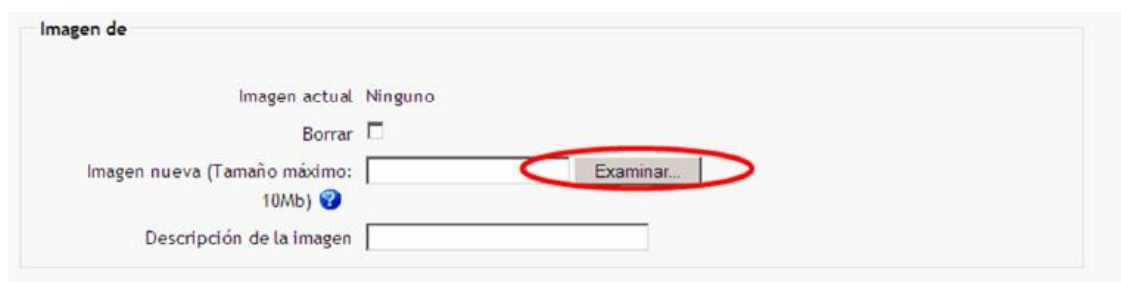 Imagen de
Imagen actual Ninguno
Borrar
Imagen nueva (Tamaño máximo: Examinar...
10Mb) ?
Descripción de la imagen